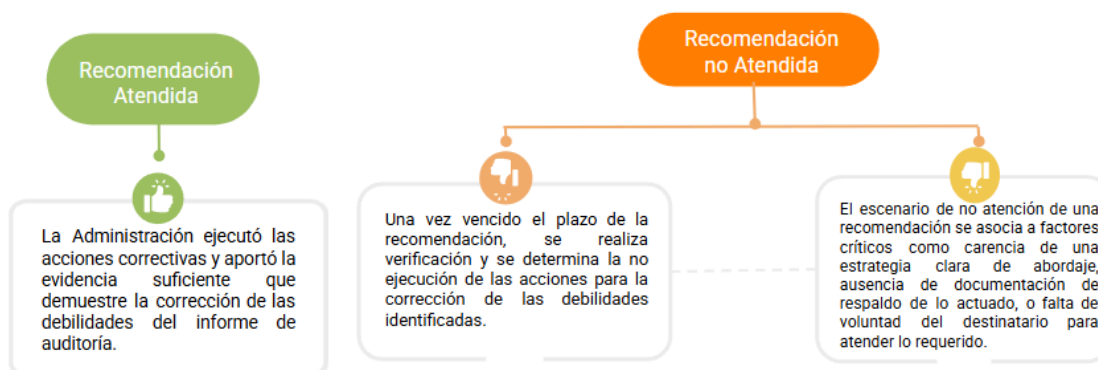 Recomendación
Atendida
La Administración ejecutó las
acciones correctivas y aportó la
evidencia suficiente que
demuestre la corrección de las
debilidades del informe de
auditoría.
Recomendación
no Atendida
Una vez vencido el plazo de la
recomendación, se realiza
verificación y se determina la no
ejecución de las acciones para la
corrección de las debilidades
identificadas.
El escenario de no atención de una
recomendación se asocia a factores
críticos como carencia de una
estrategia clara de abordaje,
ausencia de documentación de
respaldo de lo actuado, o falta de
voluntad del destinatario para
atender lo requerido.